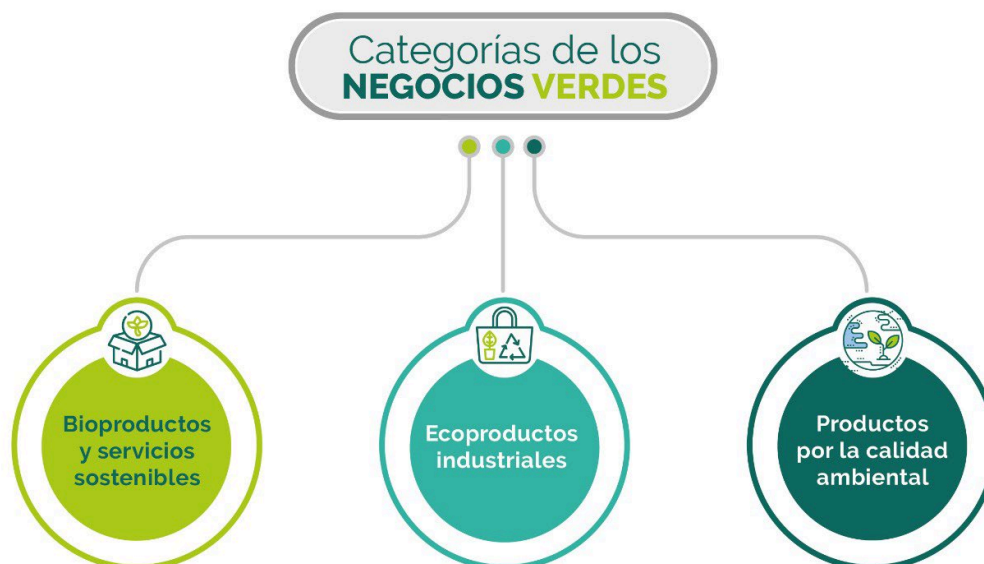 Categorías de los
NEGOCIOS VERDES
Bioproductos
y servicios
sostenibles
Ecoproductos
industriales
Productos
por la calidad
ambiental